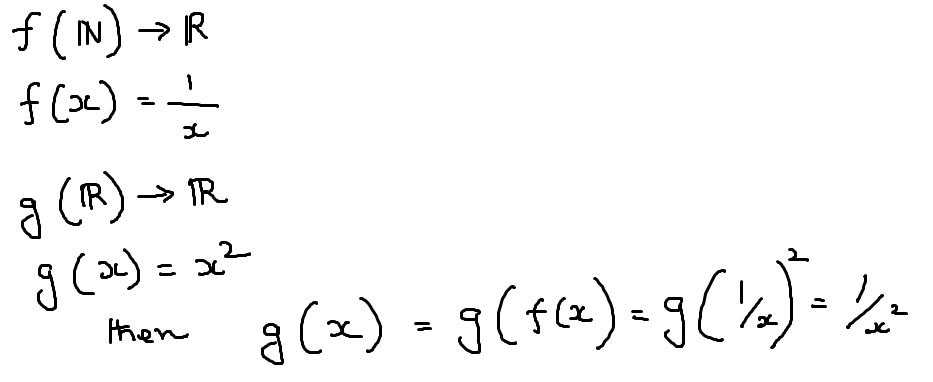 f(ℕ) → ℝ
f(x) = 1/x
g(ℝ) → ℝ
g(x) = x²
then g(x) = g(f(x) = g(1/x)² = 1/x²